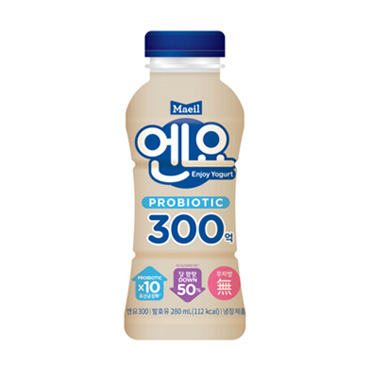 Maeil
엔요
Enjoy Yogurt
PROBIOTIC
300억
PROBIOTIC
x10
당 함량
DOWN
50%
무지방
無
엔요300 | 발효유 280 mL(112 kcal) | 냉장제품